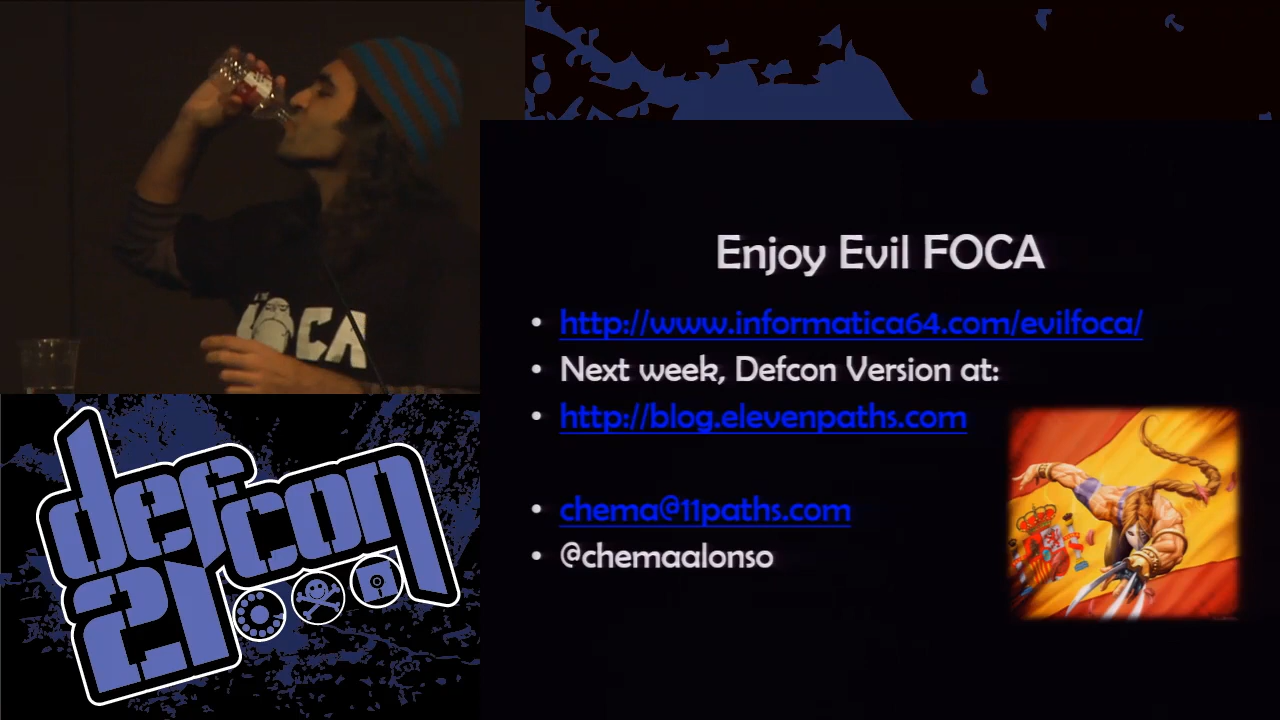 FOCA
Enjoy Evil FOCA
http://www.informatica64.com/evilfoca/
Next week, Defcon Version at:
http://blog.elevenpaths.com
chema@11paths.com
@chemaalonso
defcon
21